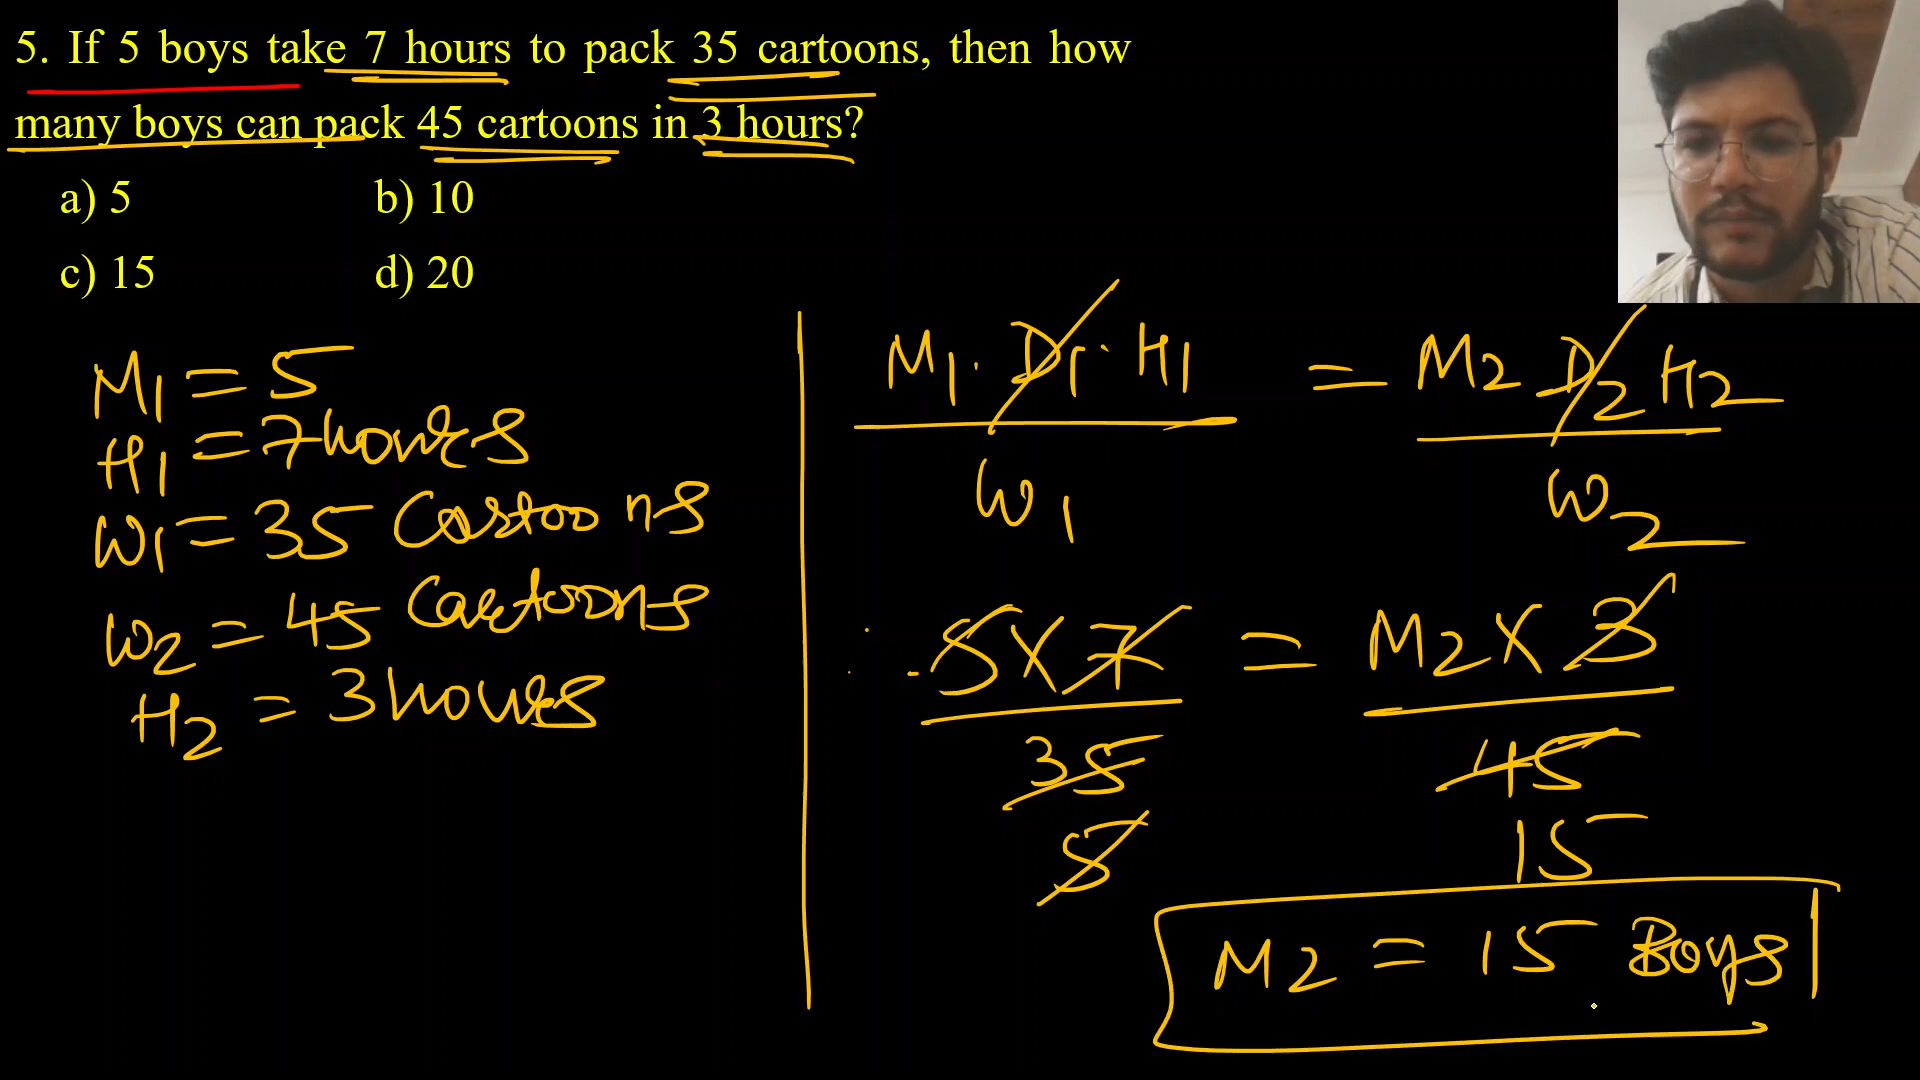 5. If 5 boys take 7 hours to pack 35 cartoons, then how
many boys can pack 45 cartoons in 3 hours?
a) 5 b) 10
c) 15 d) 20
M1 = 5
H1 = 7 hours
W1 = 35 Cartoons
W2 = 45 Cartoons
H2 = 3 hours
M1 · D1 · H1 = M2 D2 H2
W1 W2
5 X 7 = M2 X 3
35 45
5 15
M2 = 15 Boys